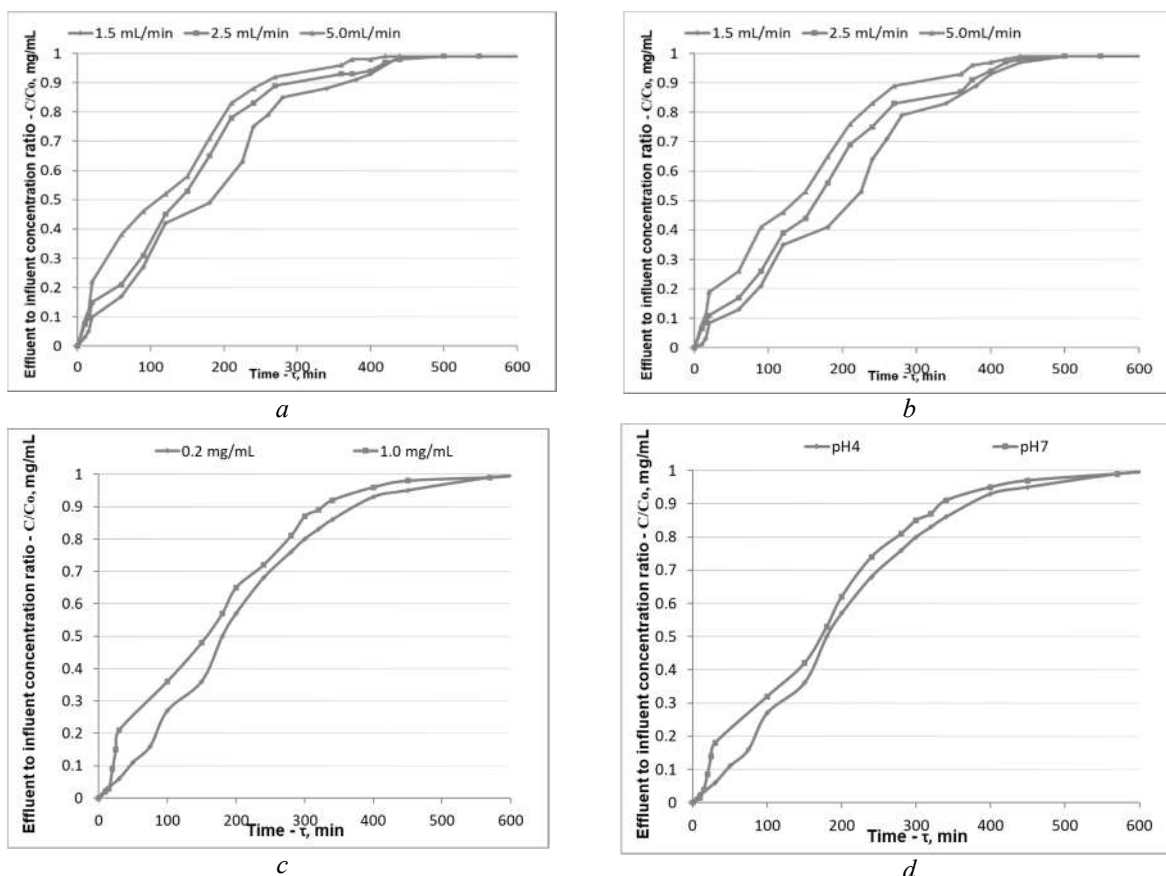 1.5 mL/min 2.5 mL/min 5.0mL/min
Effluent to influent concentration ratio - C/Co, mg/mL
1
0.9
0.8
0.7
0.6
0.5
0.4
0.3
0.2
0.1
0
0 100 200 300 400 500 600
Time - τ, min
a
1.5 mL/min 2.5 mL/min 5.0mL/min
Effluent to influent concentration ratio - C/Co, mg/mL
1
0.9
0.8
0.7
0.6
0.5
0.4
0.3
0.2
0.1
0
0 100 200 300 400 500 600
Time - τ, min
b
0.2 mg/mL 1.0 mg/mL
Effluent to influent concentration ratio - C/Co, mg/mL
1
0.9
0.8
0.7
0.6
0.5
0.4
0.3
0.2
0.1
0
0 100 200 300 400 500 600
Time - τ, min
c
pH4 pH7
Effluent to influent concentration ratio - C/Co, mg/mL
1
0.9
0.8
0.7
0.6
0.5
0.4
0.3
0.2
0.1
0
0 100 200 300 400 500 600
Time - τ, min
d